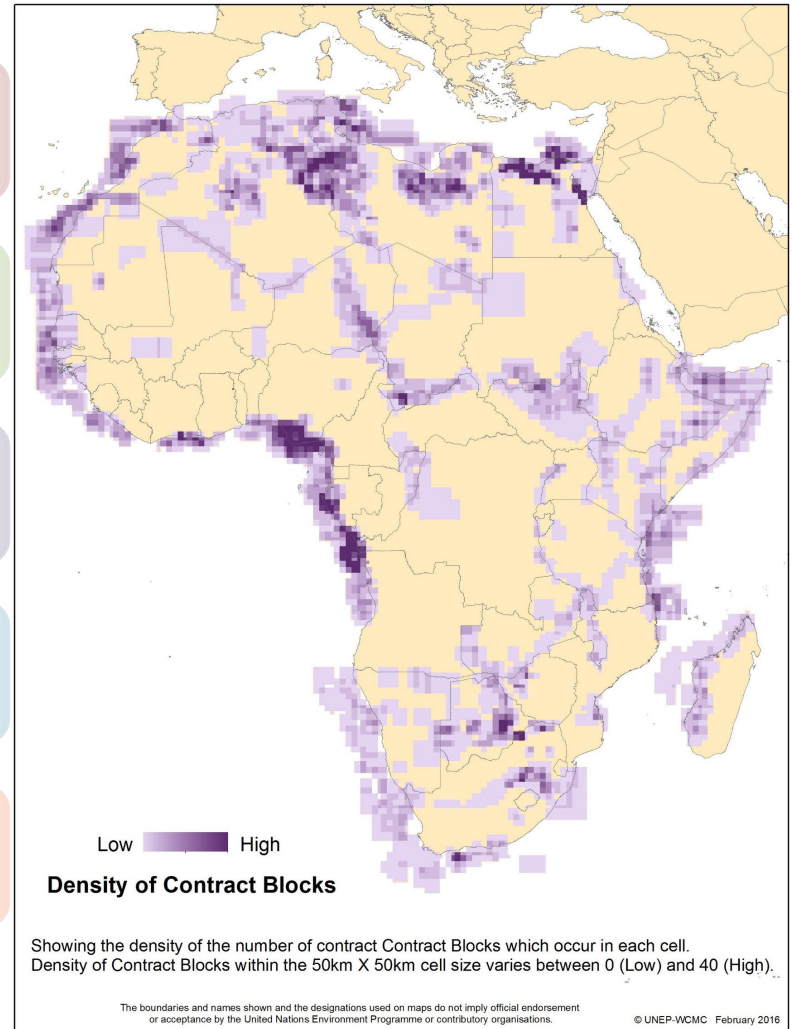 Low High
Density of Contract Blocks
Showing the density of the number of contract Contract Blocks which occur in each cell.
Density of Contract Blocks within the 50km X 50km cell size varies between 0 (Low) and 40 (High).
The boundaries and names shown and the designations used on maps do not imply official endorsement
or acceptance by the United Nations Environment Programme or contributory organisations.
© UNEP-WCMC February 2016